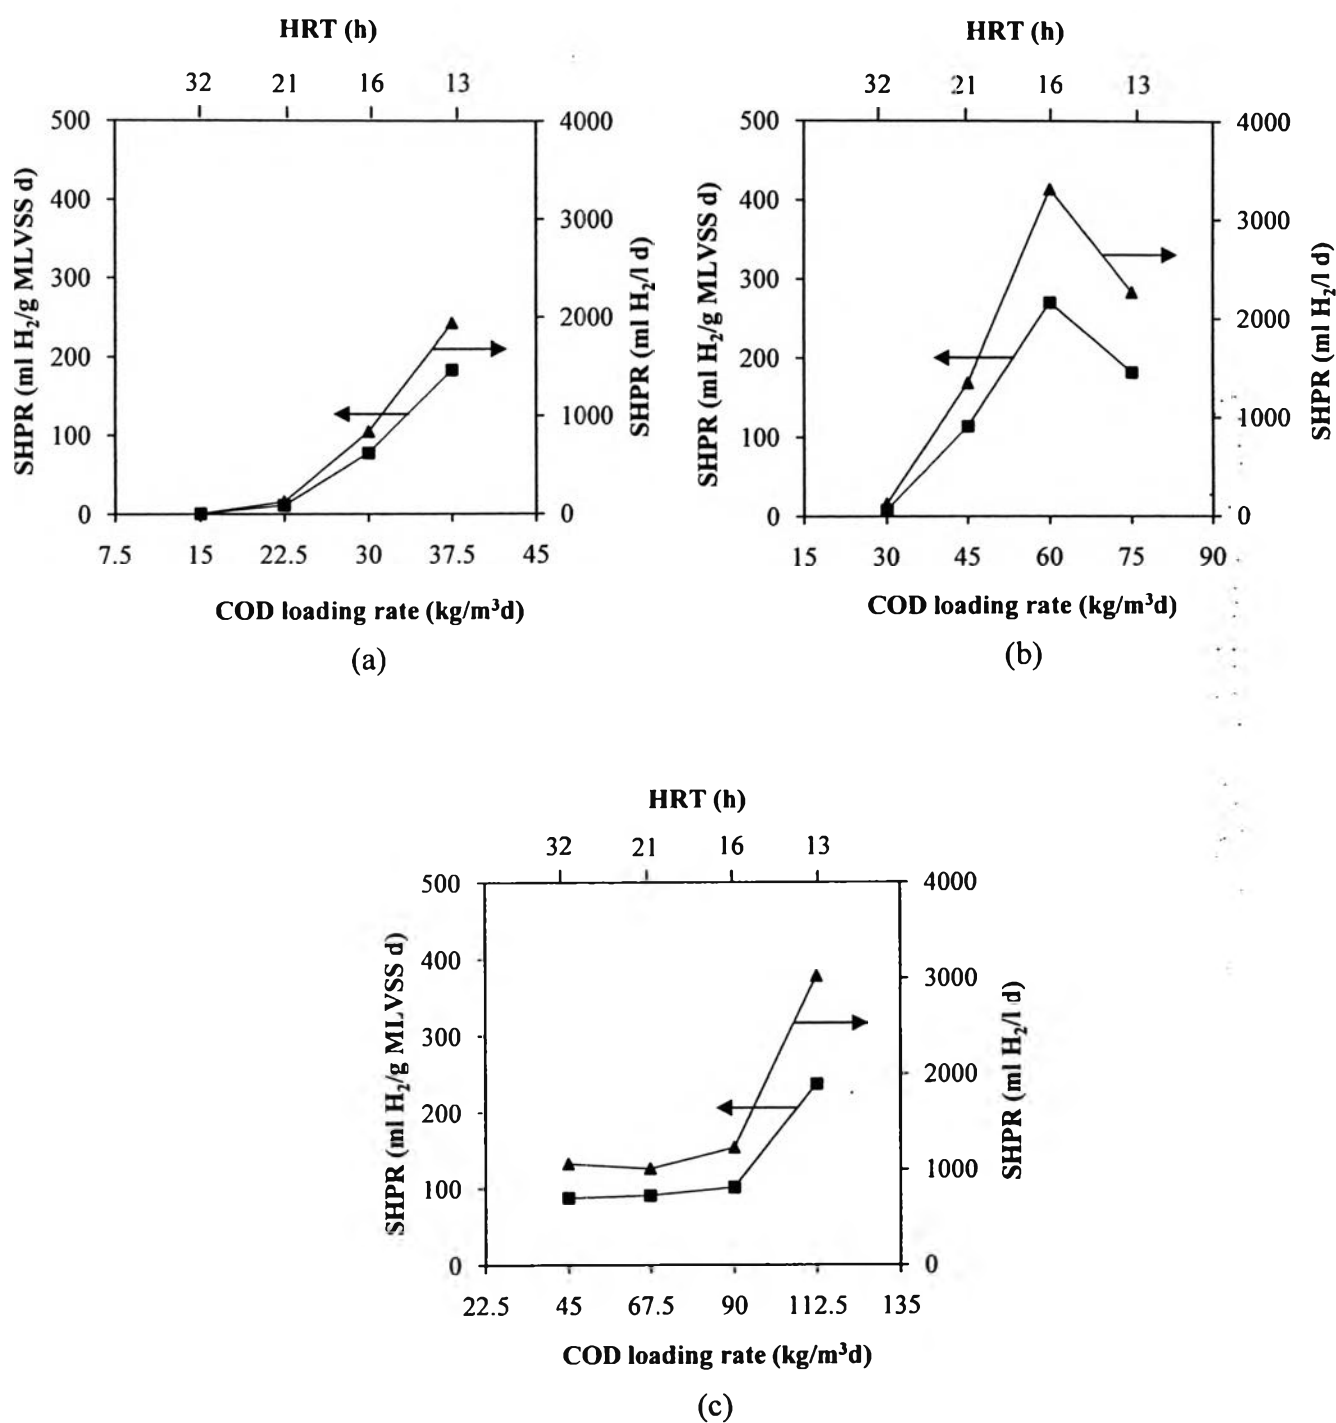 HRT (h)
32 21 16 13
500 4000
400
3000
300
2000
200
1000
100
0 0
SHPR (ml H₂/g MLVSS d)
SHPR (ml H₂/l d)
7.5 15 22.5 30 37.5 45
COD loading rate (kg/m³d)
(a)
HRT (h)
32 21 16 13
500 4000
400
3000
300
2000
200
1000
100
0 0
SHPR (ml H₂/g MLVSS d)
SHPR (ml H₂/l d)
15 30 45 60 75 90
COD loading rate (kg/m³d)
(b)
HRT (h)
32 21 16 13
500 4000
400
3000
300
2000
200
1000
100
0 0
SHPR (ml H₂/g MLVSS d)
SHPR (ml H₂/l d)
22.5 45 67.5 90 112.5 135
COD loading rate (kg/m³d)
(c)